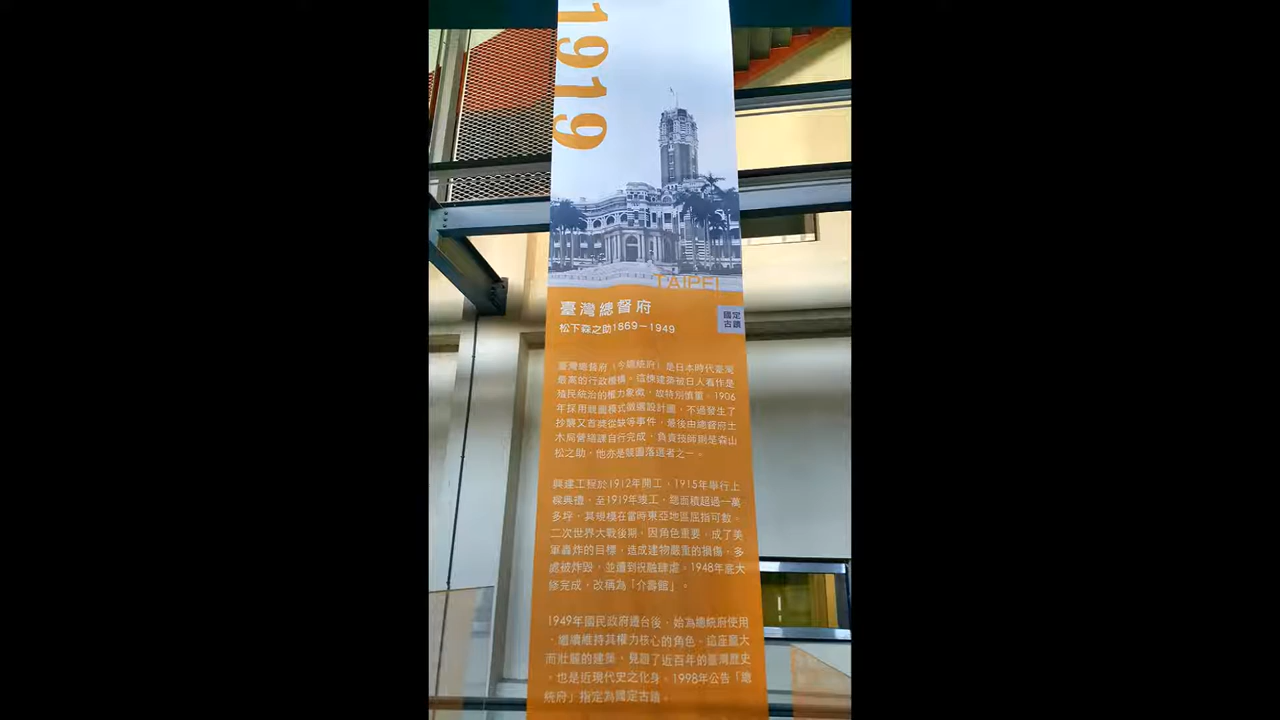 1919
TAIPEI
臺灣總督府
松下森之助1869－1949
國定
古蹟
臺灣總督府（今總統府）是日本時代臺灣
最高的行政機構。這棟建築被日人看作是
殖民統治的權力象徵，故特別慎重。1906
年採用競圖模式徵選設計圖，不過發生了
抄襲又首獎從缺等事件，最後由總督府土
木局營繕課自行完成，負責技師則是森山
松之助，他亦是競圖落選者之一。
興建工程於1912年開工，1915年舉行上
樑典禮，至1919年竣工，總面積超過一萬
多坪，其規模在當時東亞地區屈指可數。
二次世界大戰後期，因角色重要，成了美
軍轟炸的目標，造成建物嚴重的損傷，多
處被炸毀，並遭到祝融肆虐。1948年底大
修完成，改稱為「介壽館」。
1949年國民政府遷台後，始為總統府使用
，繼續維持其權力核心的角色。這座龐大
而壯麗的建築，見證了近百年的臺灣歷史
，也是近現代史之化身。1998年公告「總
統府」指定為國定古蹟。